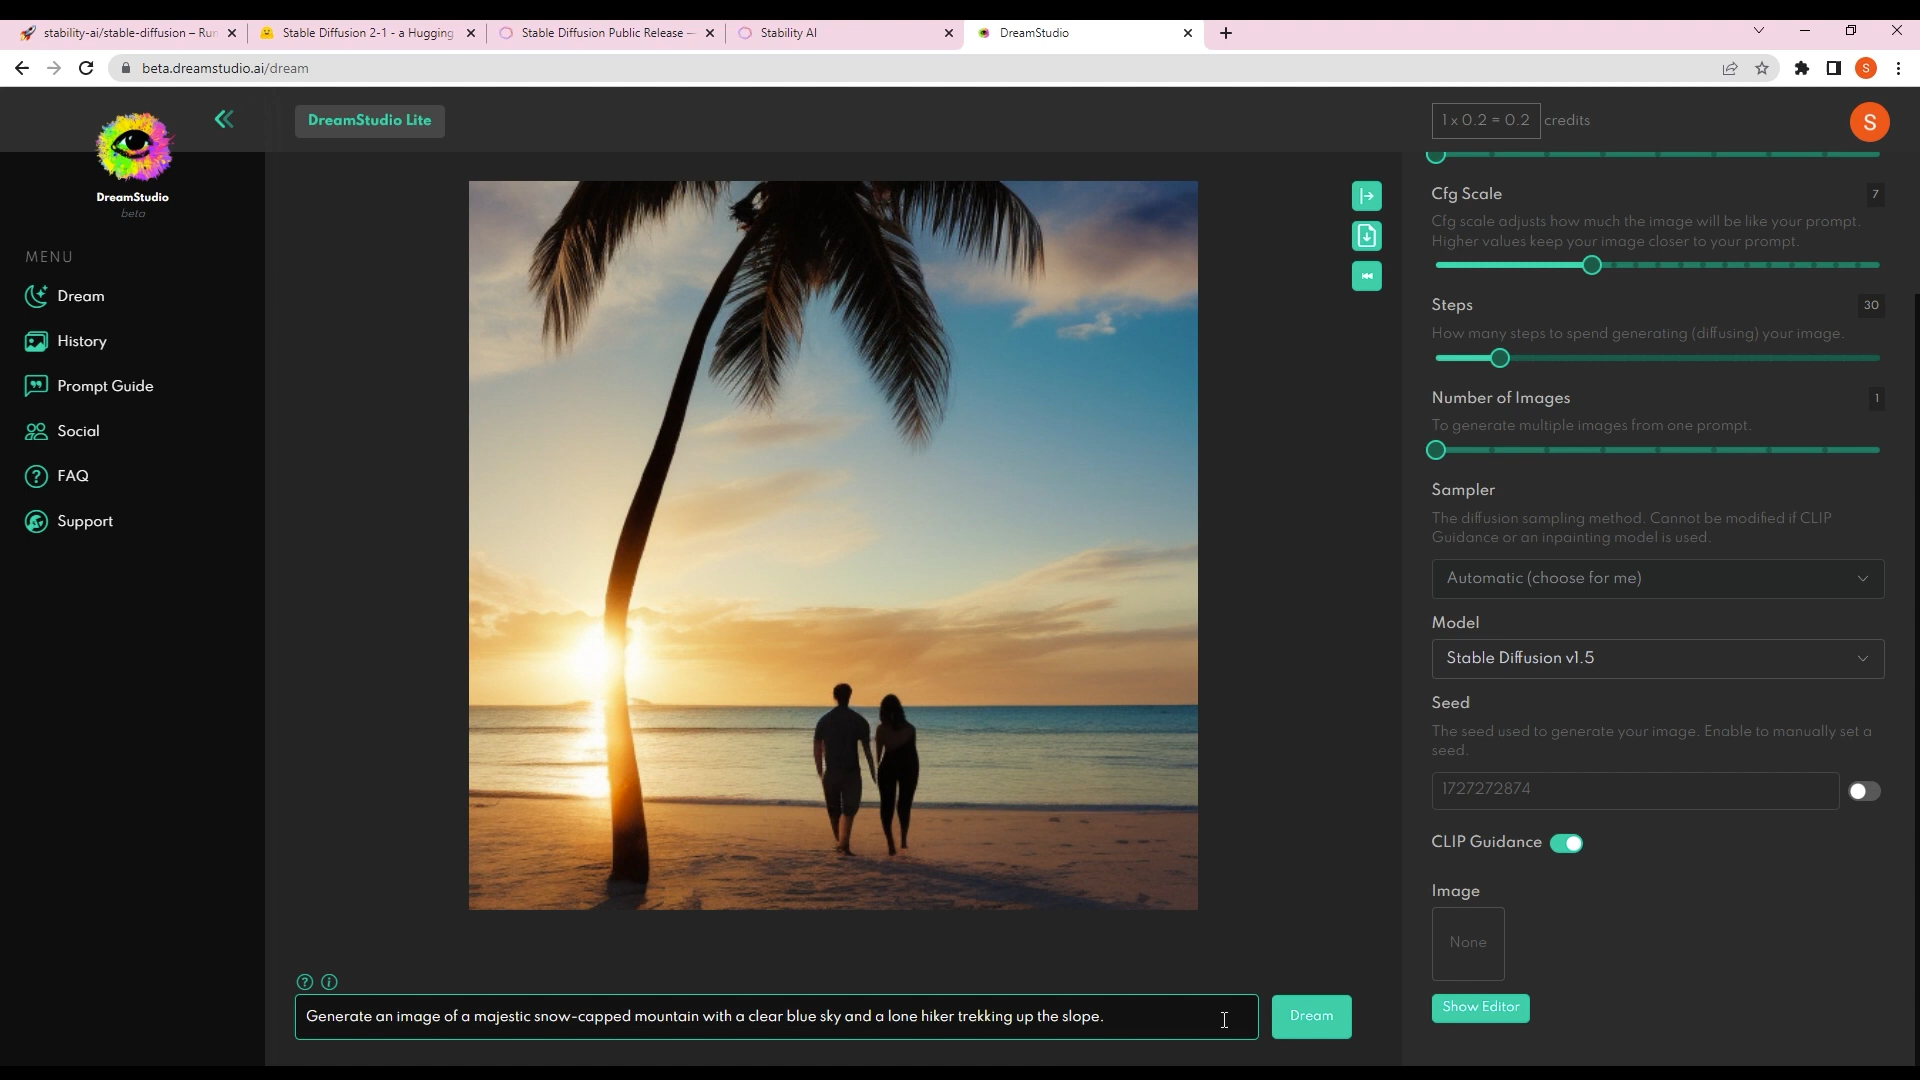 stability-ai/stable-diffusion – Run
Stable Diffusion 2-1 - a Hugging
Stable Diffusion Public Release —
Stability AI
DreamStudio
beta.dreamstudio.ai/dream
S
DreamStudio
beta
MENU
Dream
History
Prompt Guide
Social
FAQ
Support
DreamStudio Lite
Generate an image of a majestic snow-capped mountain with a clear blue sky and a lone hiker trekking up the slope.
Dream
1 x 0.2 = 0.2 credits
S
Cfg Scale 7
Cfg scale adjusts how much the image will be like your prompt.
Higher values keep your image closer to your prompt.
Steps 30
How many steps to spend generating (diffusing) your image.
Number of Images 1
To generate multiple images from one prompt.
Sampler
The diffusion sampling method. Cannot be modified if CLIP
Guidance or an inpainting model is used.
Automatic (choose for me)
Model
Stable Diffusion v1.5
Seed
The seed used to generate your image. Enable to manually set a
seed.
1727272874
CLIP Guidance
Image
None
Show Editor